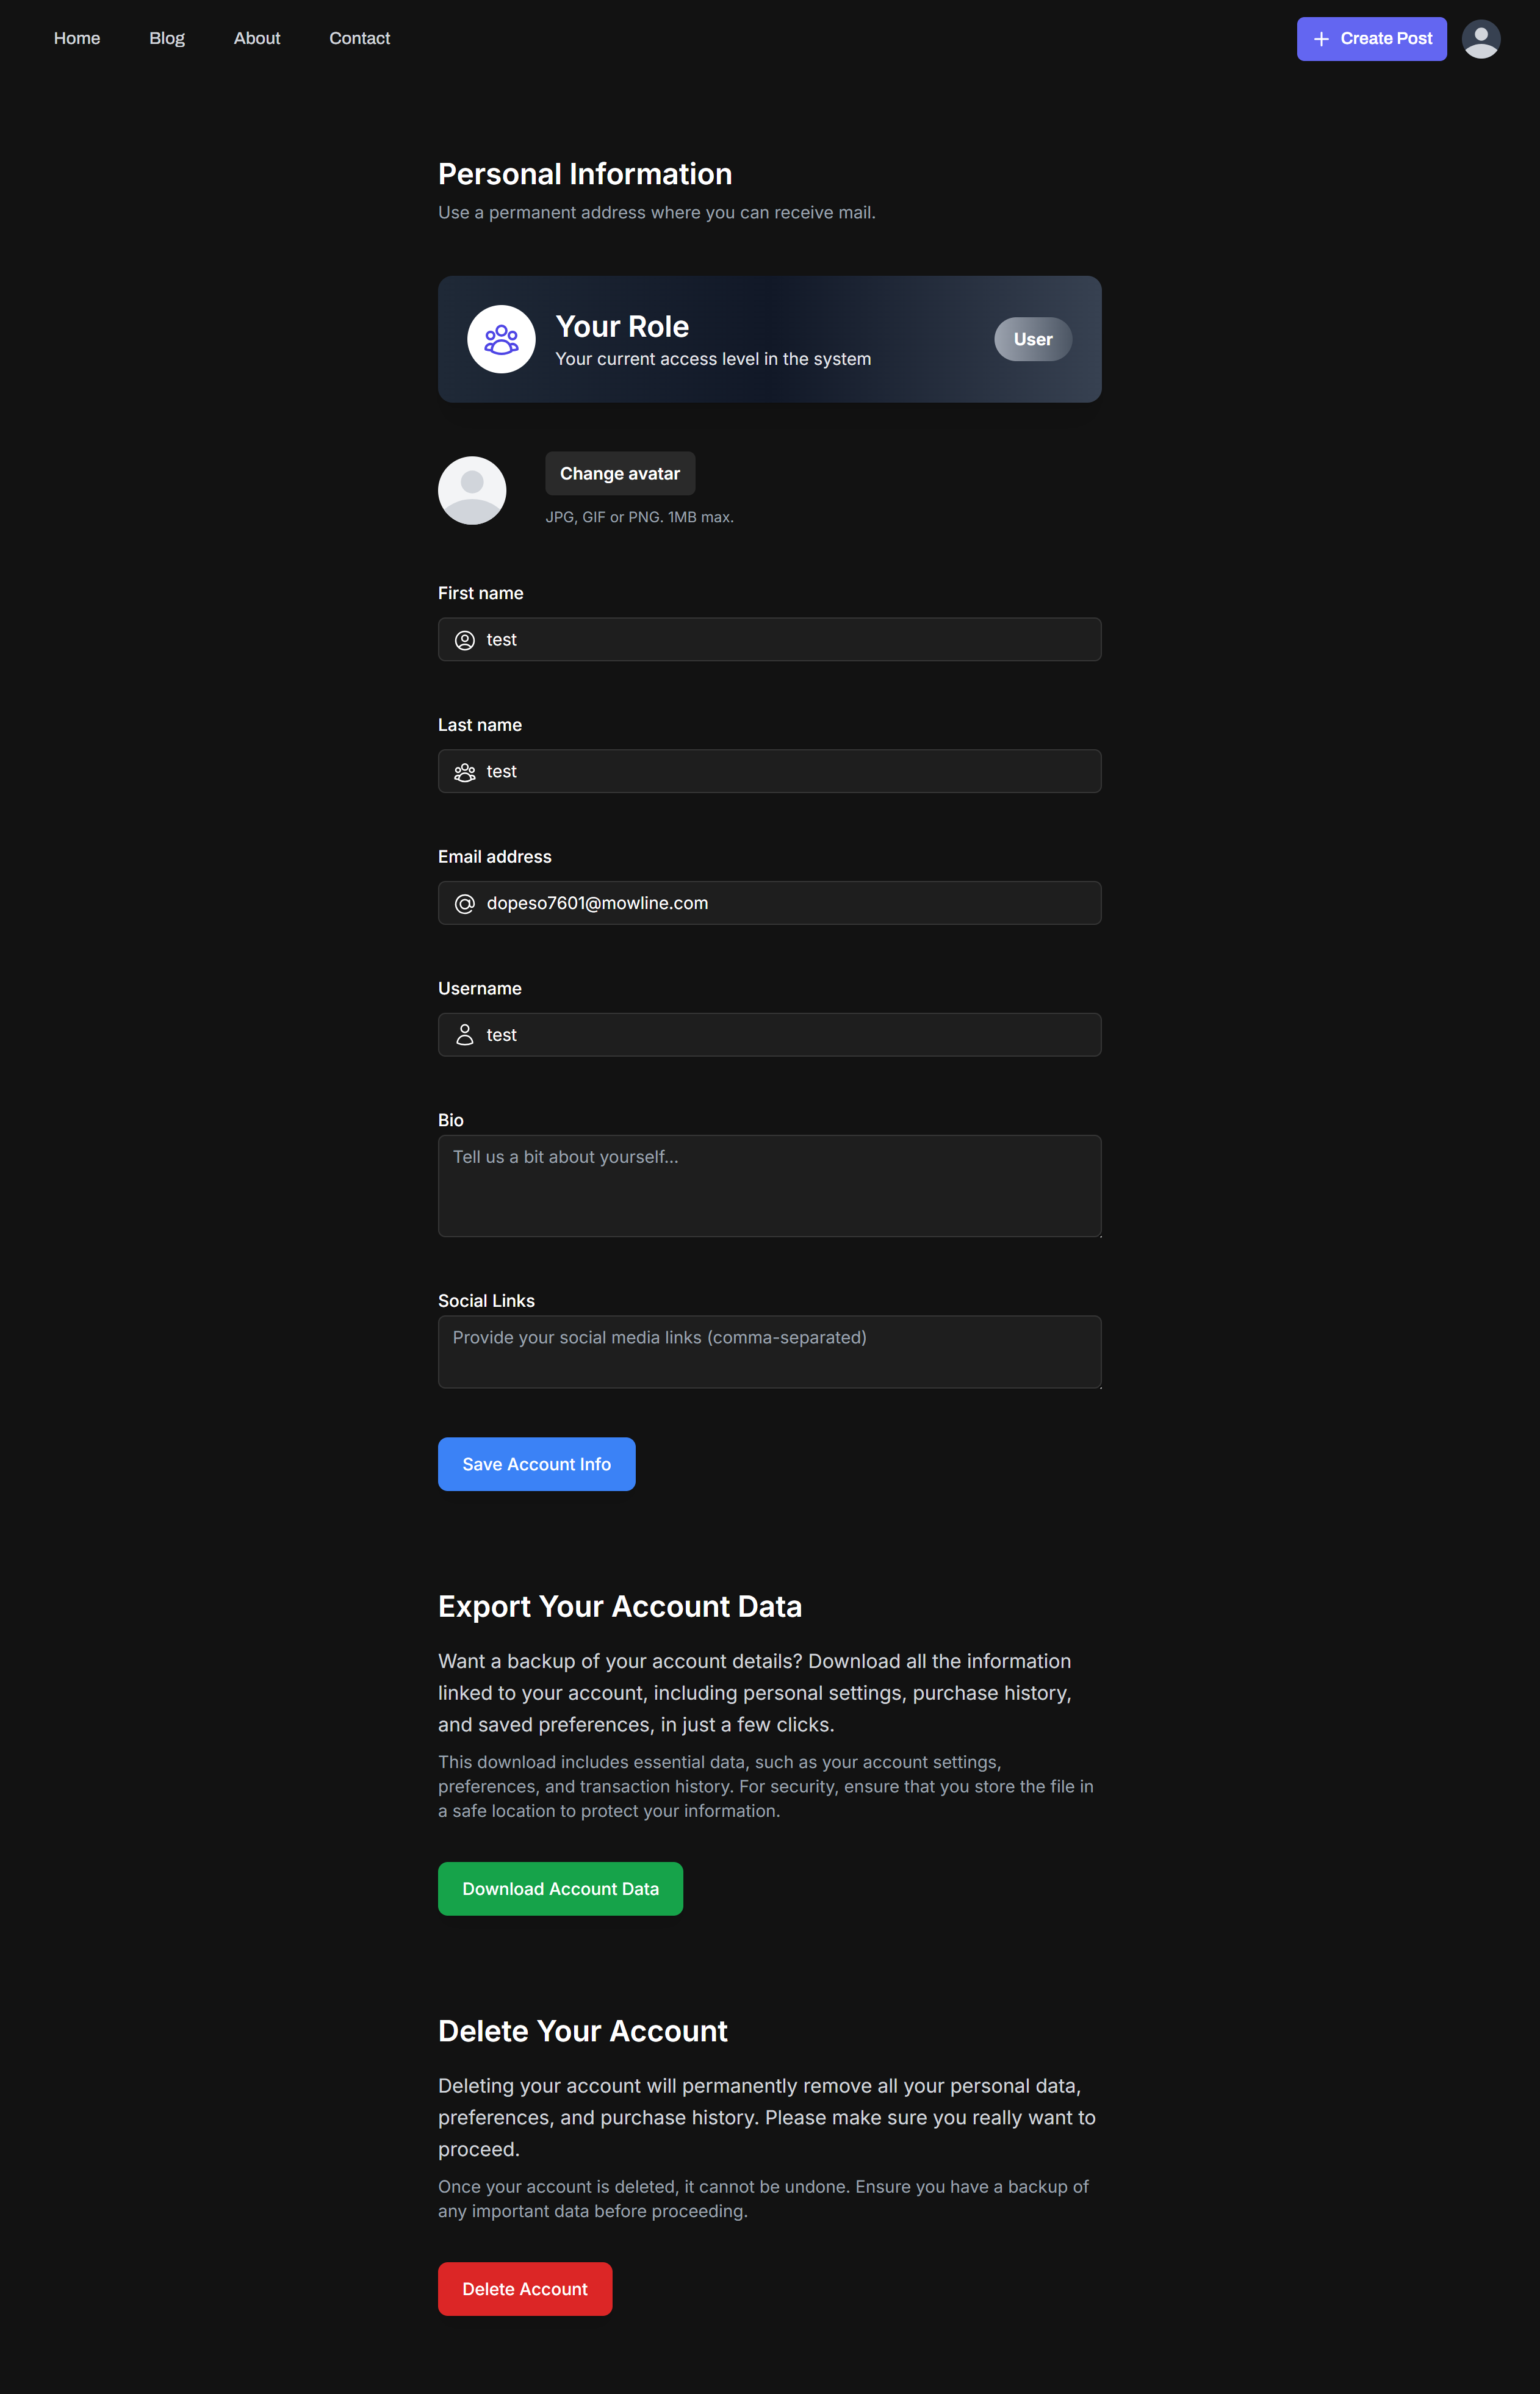 Home Blog About Contact Create Post
Personal Information
Use a permanent address where you can receive mail.
Your Role
Your current access level in the system
User
Change avatar
JPG, GIF or PNG. 1MB max.
First name
test
Last name
test
Email address
dopeso7601@mowline.com
Username
test
Bio
Tell us a bit about yourself...
Social Links
Provide your social media links (comma-separated)
Save Account Info
Export Your Account Data
Want a backup of your account details? Download all the information
linked to your account, including personal settings, purchase history,
and saved preferences, in just a few clicks.
This download includes essential data, such as your account settings,
preferences, and transaction history. For security, ensure that you store the file in
a safe location to protect your information.
Download Account Data
Delete Your Account
Deleting your account will permanently remove all your personal data,
preferences, and purchase history. Please make sure you really want to
proceed.
Once your account is deleted, it cannot be undone. Ensure you have a backup of
any important data before proceeding.
Delete Account